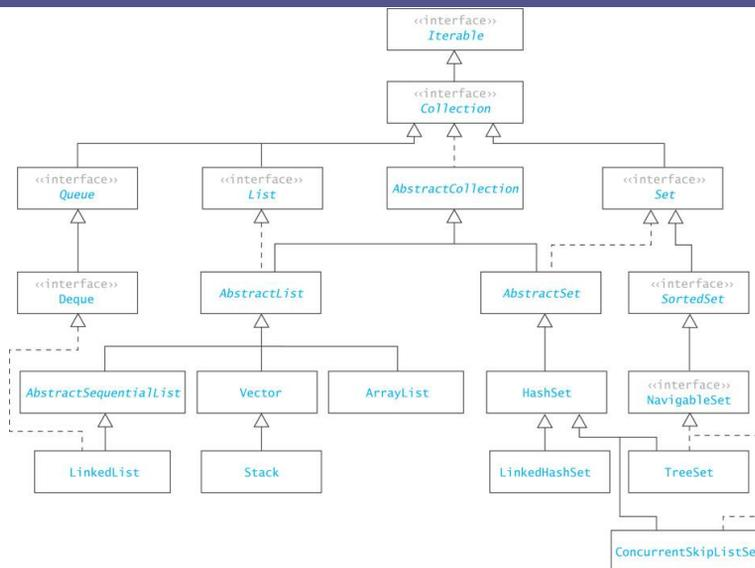 ‹‹interface››
Iterable
‹‹interface››
Collection
‹‹interface››
Queue
‹‹interface››
List
AbstractCollection
‹‹interface››
Set
‹‹interface››
Deque
AbstractList
AbstractSet
‹‹interface››
SortedSet
AbstractSequentialList
Vector
ArrayList
HashSet
‹‹interface››
NavigableSet
LinkedList
Stack
LinkedHashSet
TreeSet
ConcurrentSkipListSe